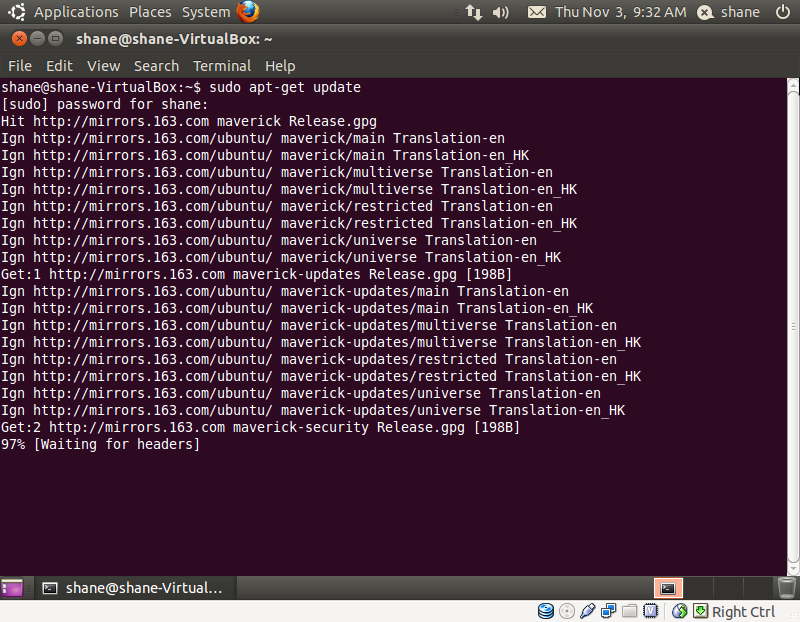 Applications Places System Thu Nov 3, 9:32 AM shane
shane@shane-VirtualBox: ~
File Edit View Search Terminal Help
shane@shane-VirtualBox:~$ sudo apt-get update
[sudo] password for shane:
Hit http://mirrors.163.com maverick Release.gpg
Ign http://mirrors.163.com/ubuntu/ maverick/main Translation-en
Ign http://mirrors.163.com/ubuntu/ maverick/main Translation-en_HK
Ign http://mirrors.163.com/ubuntu/ maverick/multiverse Translation-en
Ign http://mirrors.163.com/ubuntu/ maverick/multiverse Translation-en_HK
Ign http://mirrors.163.com/ubuntu/ maverick/restricted Translation-en
Ign http://mirrors.163.com/ubuntu/ maverick/restricted Translation-en_HK
Ign http://mirrors.163.com/ubuntu/ maverick/universe Translation-en
Ign http://mirrors.163.com/ubuntu/ maverick/universe Translation-en_HK
Get:1 http://mirrors.163.com maverick-updates Release.gpg [198B]
Ign http://mirrors.163.com/ubuntu/ maverick-updates/main Translation-en
Ign http://mirrors.163.com/ubuntu/ maverick-updates/main Translation-en_HK
Ign http://mirrors.163.com/ubuntu/ maverick-updates/multiverse Translation-en
Ign http://mirrors.163.com/ubuntu/ maverick-updates/multiverse Translation-en_HK
Ign http://mirrors.163.com/ubuntu/ maverick-updates/restricted Translation-en
Ign http://mirrors.163.com/ubuntu/ maverick-updates/restricted Translation-en_HK
Ign http://mirrors.163.com/ubuntu/ maverick-updates/universe Translation-en
Ign http://mirrors.163.com/ubuntu/ maverick-updates/universe Translation-en_HK
Get:2 http://mirrors.163.com maverick-security Release.gpg [198B]
97% [Waiting for headers]
shane@shane-Virtual...
Right Ctrl